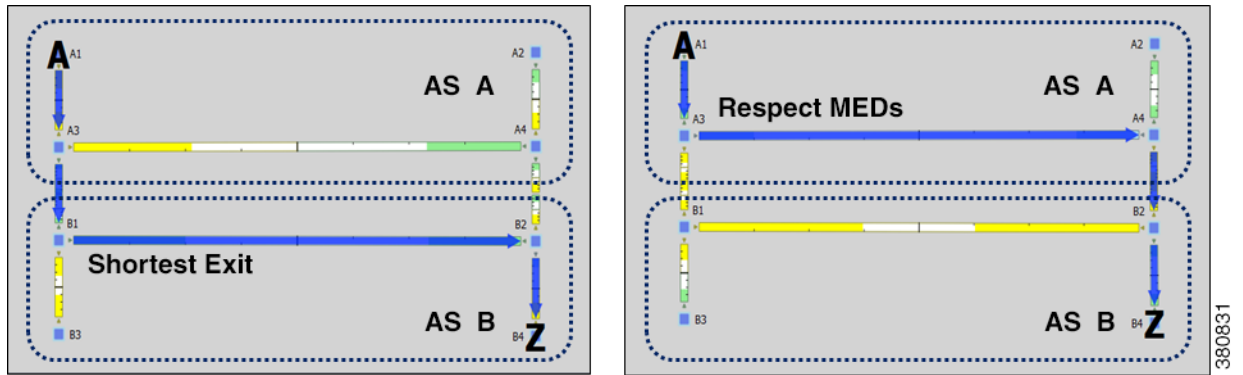 A A1
A2
AS A
A3
A4
B1
B2
Shortest Exit
AS B
B3
B4 Z
A A1
A2
AS A
Respect MEDs
A3
A4
B1
B2
AS B
B3
B4 Z
380831